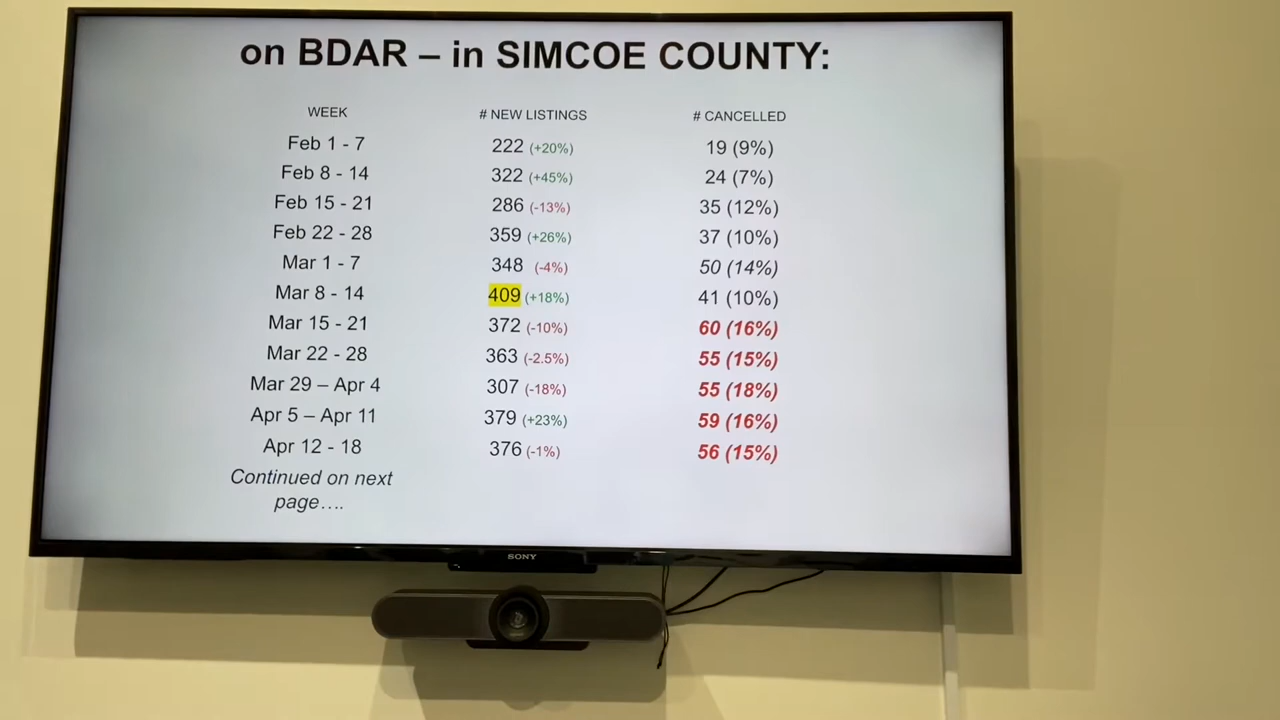 on BDAR – in SIMCOE COUNTY:
WEEK # NEW LISTINGS # CANCELLED
Feb 1 - 7 222 (+20%) 19 (9%)
Feb 8 - 14 322 (+45%) 24 (7%)
Feb 15 - 21 286 (-13%) 35 (12%)
Feb 22 - 28 359 (+26%) 37 (10%)
Mar 1 - 7 348 (-4%) 50 (14%)
Mar 8 - 14 409 (+18%) 41 (10%)
Mar 15 - 21 372 (-10%) 60 (16%)
Mar 22 - 28 363 (-2.5%) 55 (15%)
Mar 29 – Apr 4 307 (-18%) 55 (18%)
Apr 5 – Apr 11 379 (+23%) 59 (16%)
Apr 12 - 18 376 (-1%) 56 (15%)
Continued on next
page….
SONY